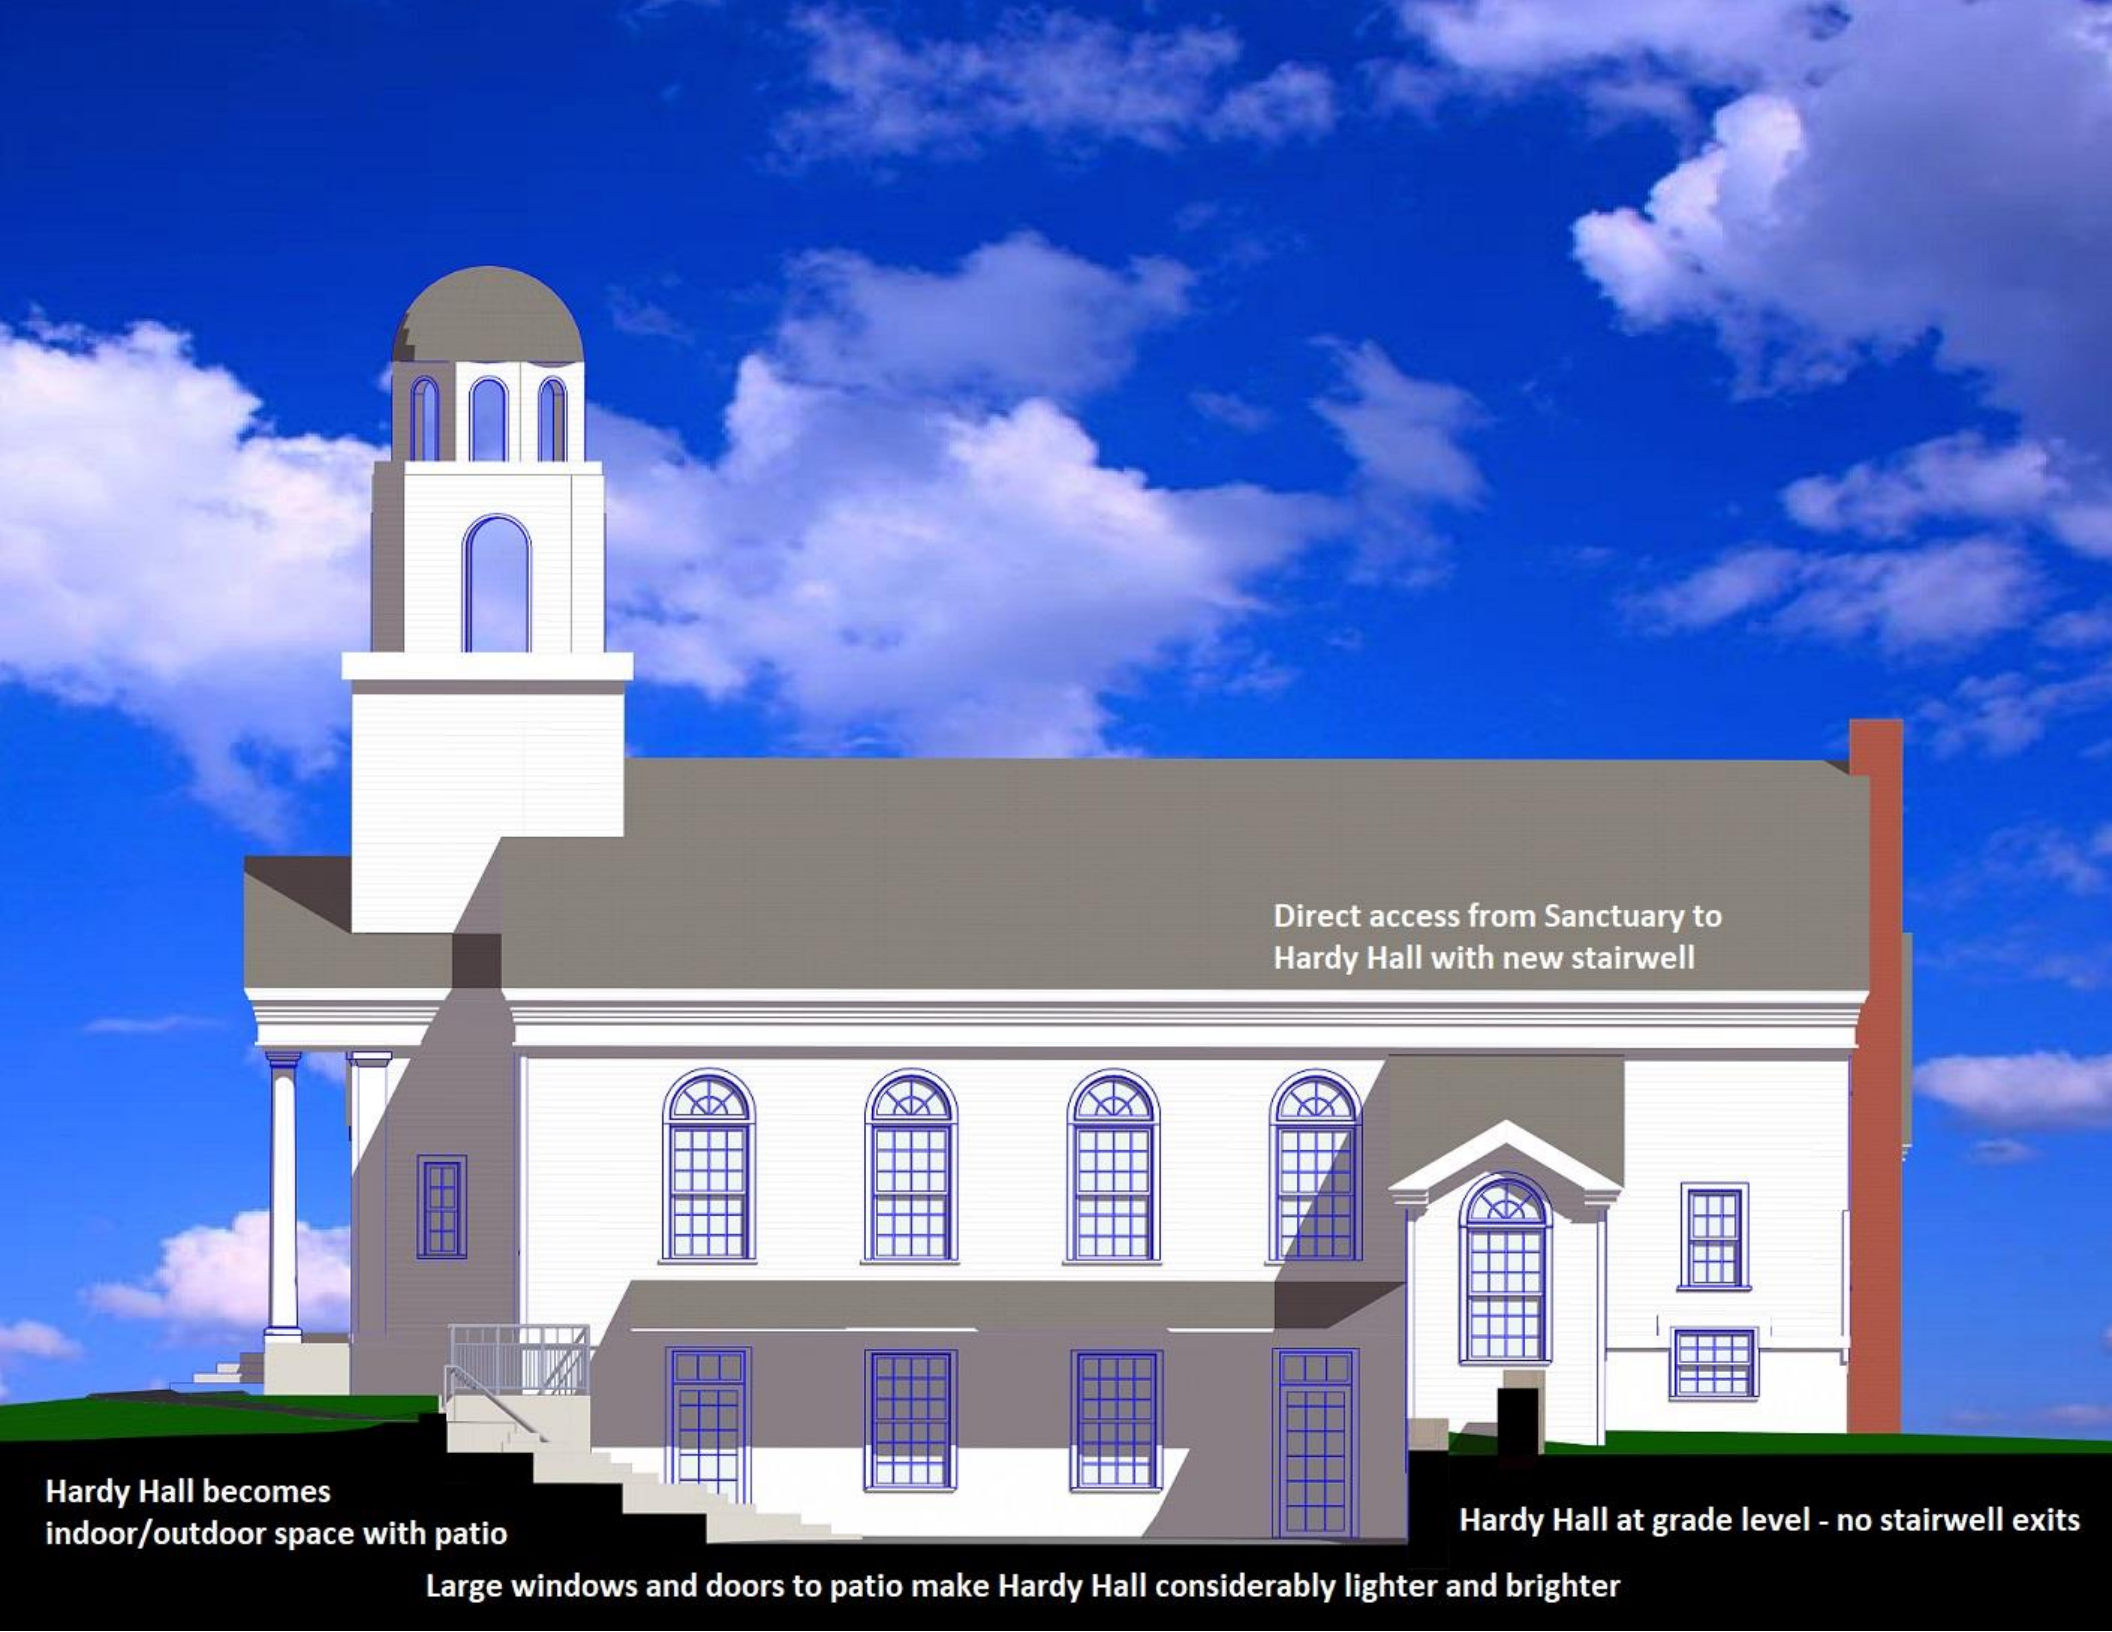 Direct access from Sanctuary to
Hardy Hall with new stairwell
Hardy Hall becomes
indoor/outdoor space with patio
Hardy Hall at grade level - no stairwell exits
Large windows and doors to patio make Hardy Hall considerably lighter and brighter